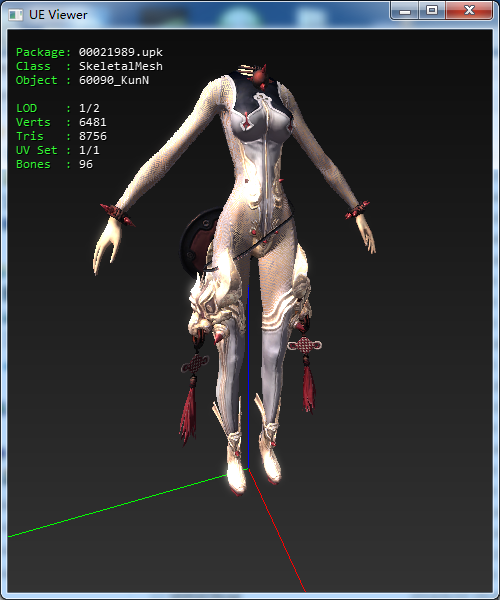 UE Viewer
Package: 00021989.upk
Class : SkeletalMesh
Object : 60090_KunN
LOD : 1/2
Verts : 6481
Tris : 8756
UV Set : 1/1
Bones : 96